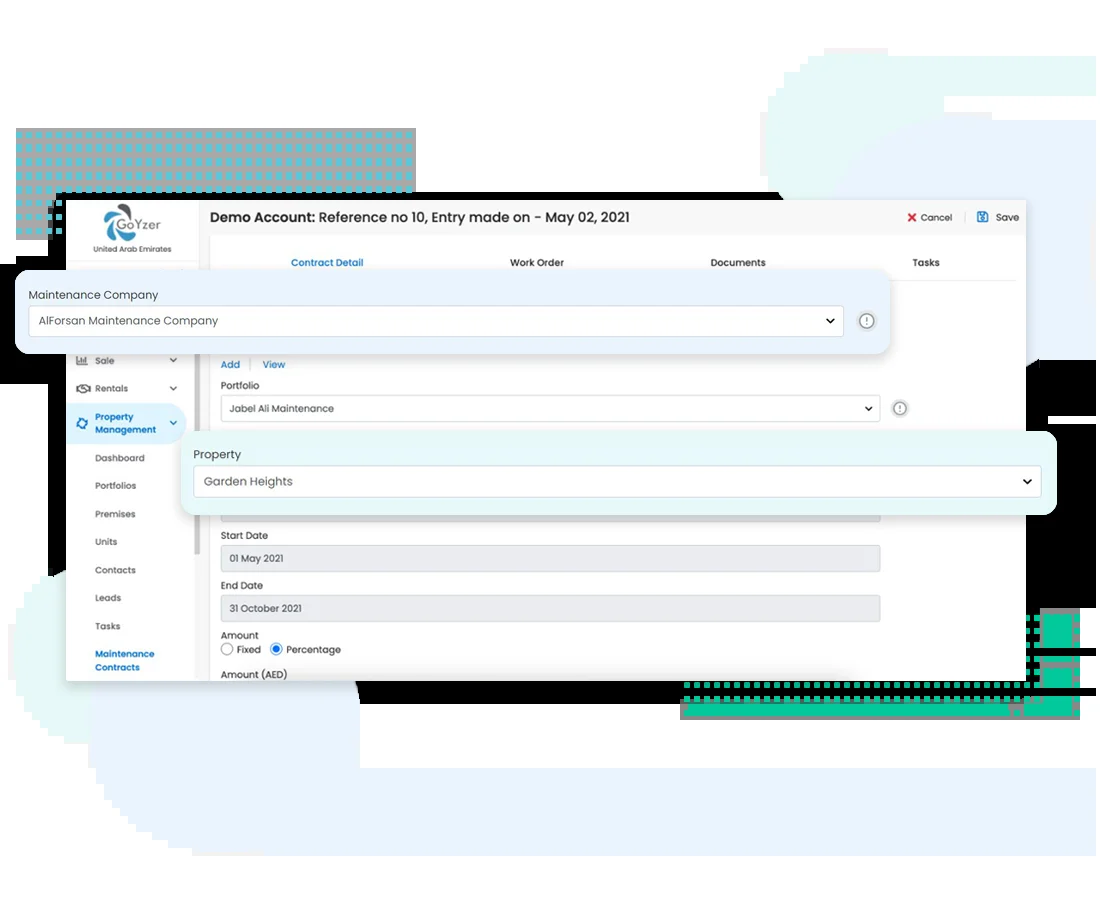 GoYzer
United Arab Emirates
Demo Account: Reference no 10, Entry made on - May 02, 2021
Cancel
Save
Contract Detail
Work Order
Documents
Tasks
Maintenance Company
AlForsan Maintenance Company
Sale
Rentals
Property
Management
Dashboard
Portfolios
Premises
Units
Contacts
Leads
Tasks
Maintenance
Contracts
Add
View
Portfolio
Jabel Ali Maintenance
Property
Garden Heights
Start Date
01 May 2021
End Date
31 October 2021
Amount
Fixed
Percentage
Amount (AED)